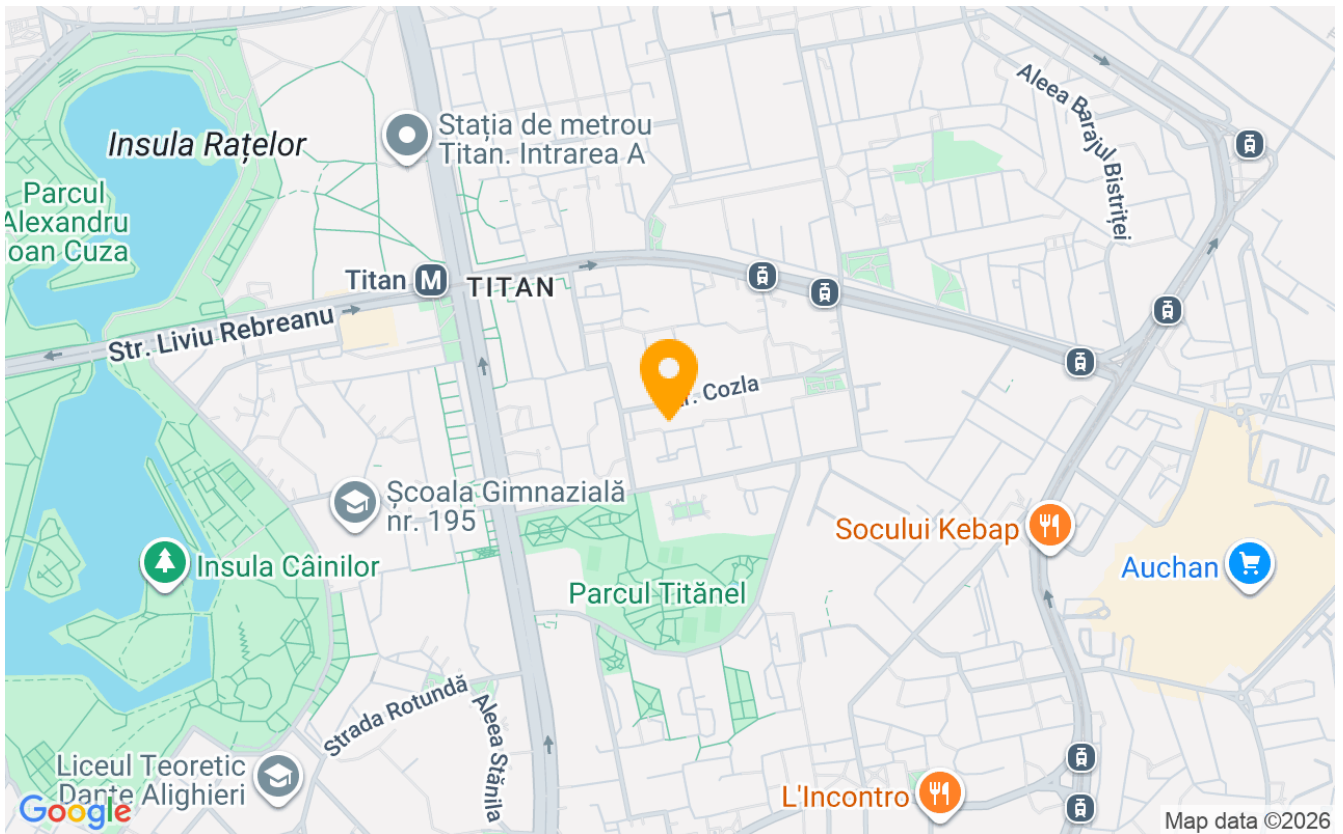 Aleea Barajul Bistriței
Stația de metrou
Titan. Intrarea A
Insula Rațelor
Parcul
Alexandru
Ioan Cuza
Titan
M
TITAN
Str. Liviu Rebreanu
Cozla
Școala Gimnazială
nr. 195
Socului Kebap
Auchan
Insula Câinilor
Parcul Titănel
Strada Rotundă
Aleea Stănila
Liceul Teoretic
Dante Alighieri
L'Incontro
Google
Map data ©2026